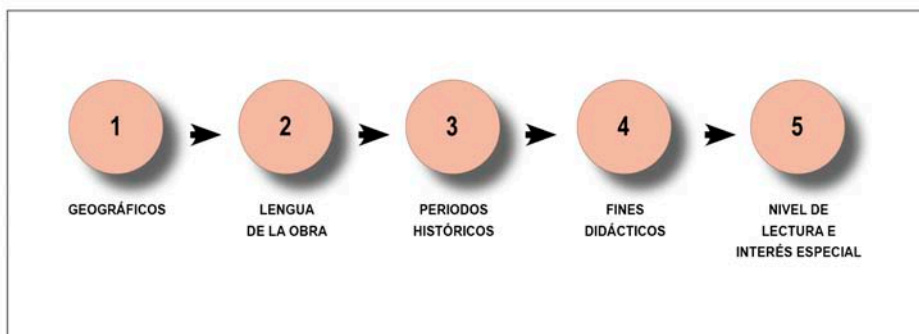 1
2
3
4
5
GEOGRÁFICOS
LENGUA
DE LA OBRA
PERIODOS
HISTÓRICOS
FINES
DIDÁCTICOS
NIVEL DE
LECTURA E
INTERÉS ESPECIAL